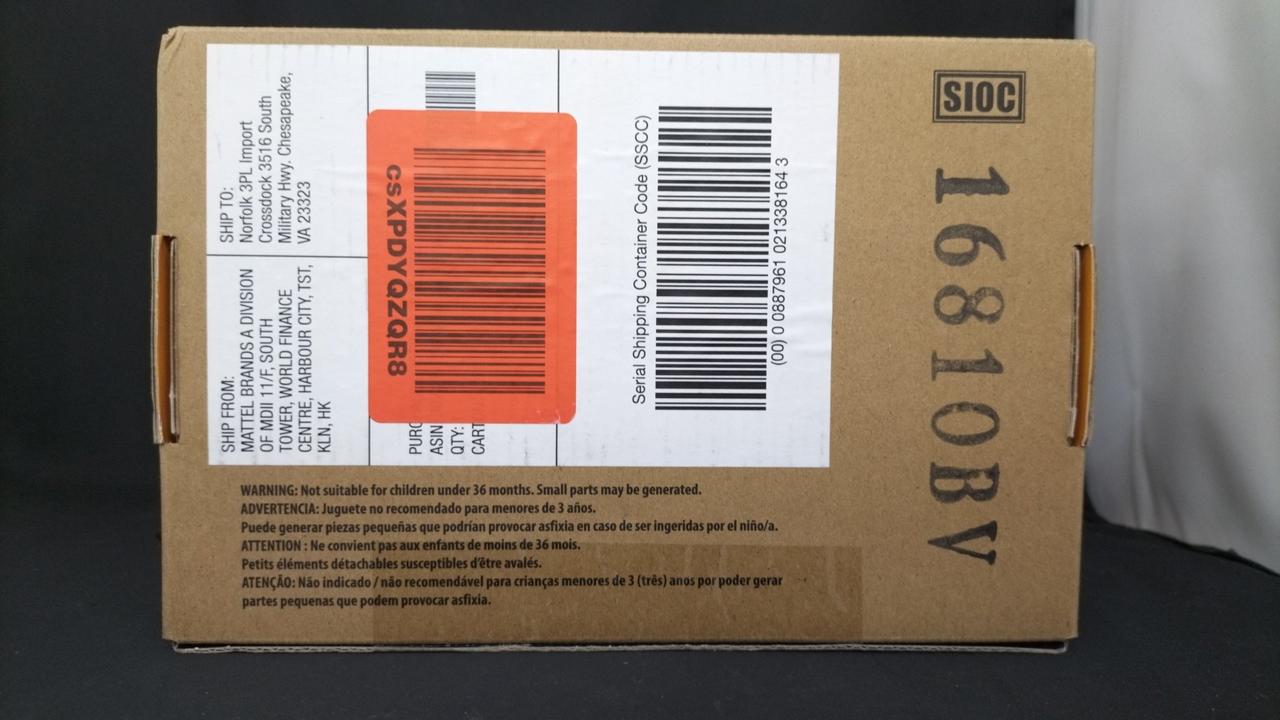 SHIP FROM:
MATTEL BRANDS A DIVISION
OF MDII 11/F, SOUTH
TOWER, WORLD FINANCE
CENTRE, HARBOUR CITY, TST,
KLN, HK
SHIP TO:
Norfolk 3PL Import
Crossdock 3516 South
Military Hwy. Chesapeake,
VA 23323
csXPDYQZQR8
PURC
ASIN
QTY:
CART
Serial Shipping Container Code (SSCC)
(00) 0 0887961 021338164 3
SIOC
16810BV
WARNING: Not suitable for children under 36 months. Small parts may be generated.
ADVERTENCIA: Juguete no recomendado para menores de 3 años.
Puede generar piezas pequeñas que podrían provocar asfixia en caso de ser ingeridas por el niño/a.
ATTENTION : Ne convient pas aux enfants de moins de 36 mois.
Petits éléments détachables susceptibles d'être avalés.
ATENÇÃO: Não indicado / não recomendável para crianças menores de 3 (três) anos por poder gerar
partes pequenas que podem provocar asfixia.